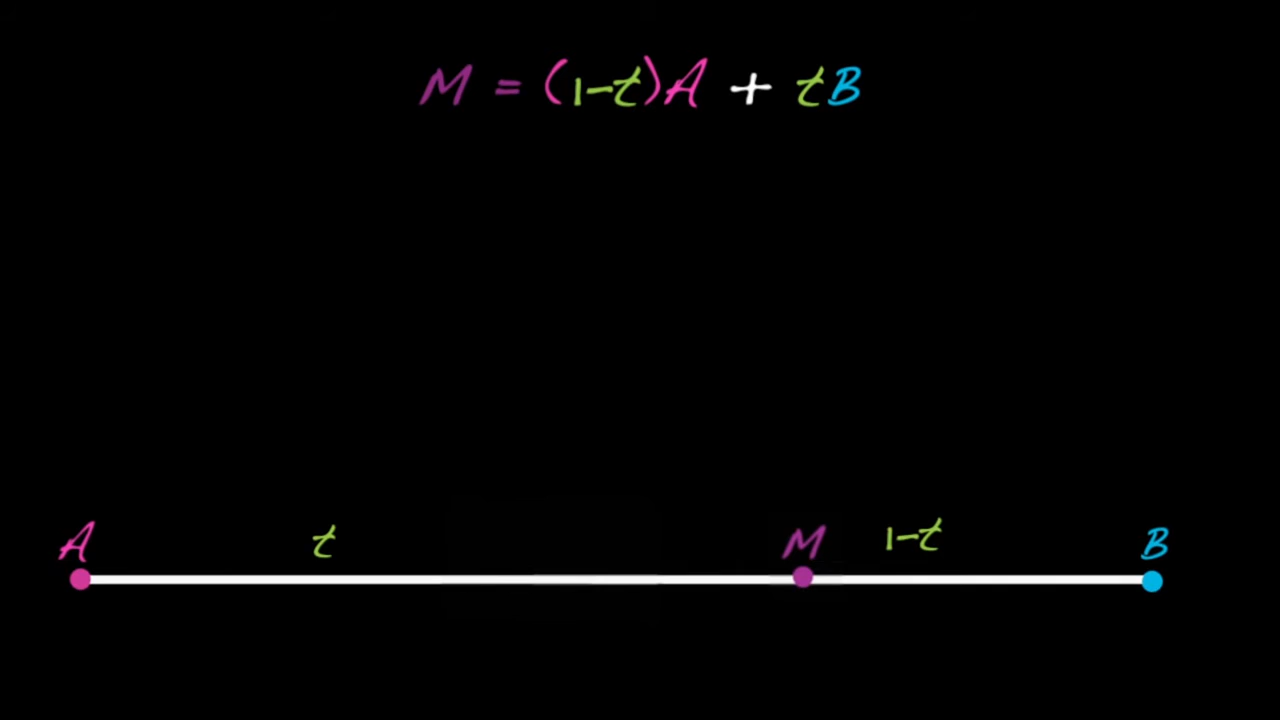 M = (1-t)A + tB
A t M 1-t B